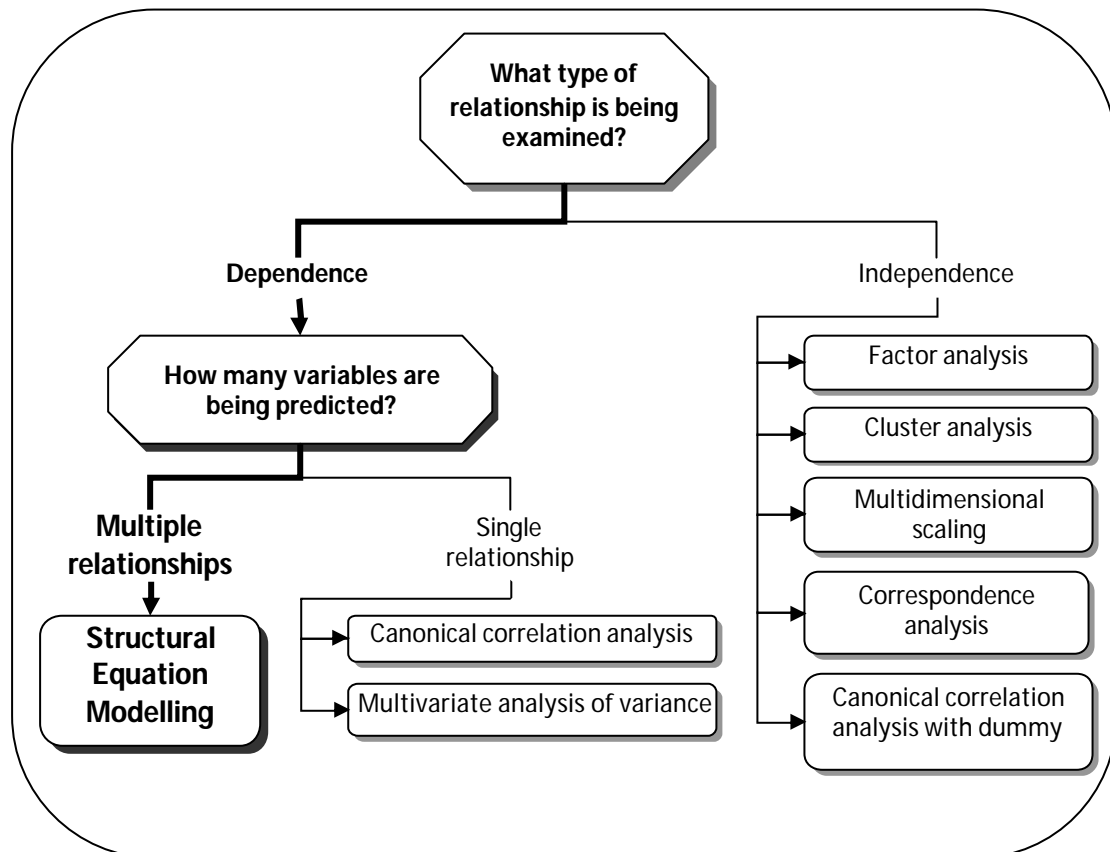 What type of
relationship is being
examined?
Dependence
Independence
How many variables are
being predicted?
Multiple
relationships
Single
relationship
Structural
Equation
Modelling
Canonical correlation analysis
Multivariate analysis of variance
Factor analysis
Cluster analysis
Multidimensional
scaling
Correspondence
analysis
Canonical correlation
analysis with dummy